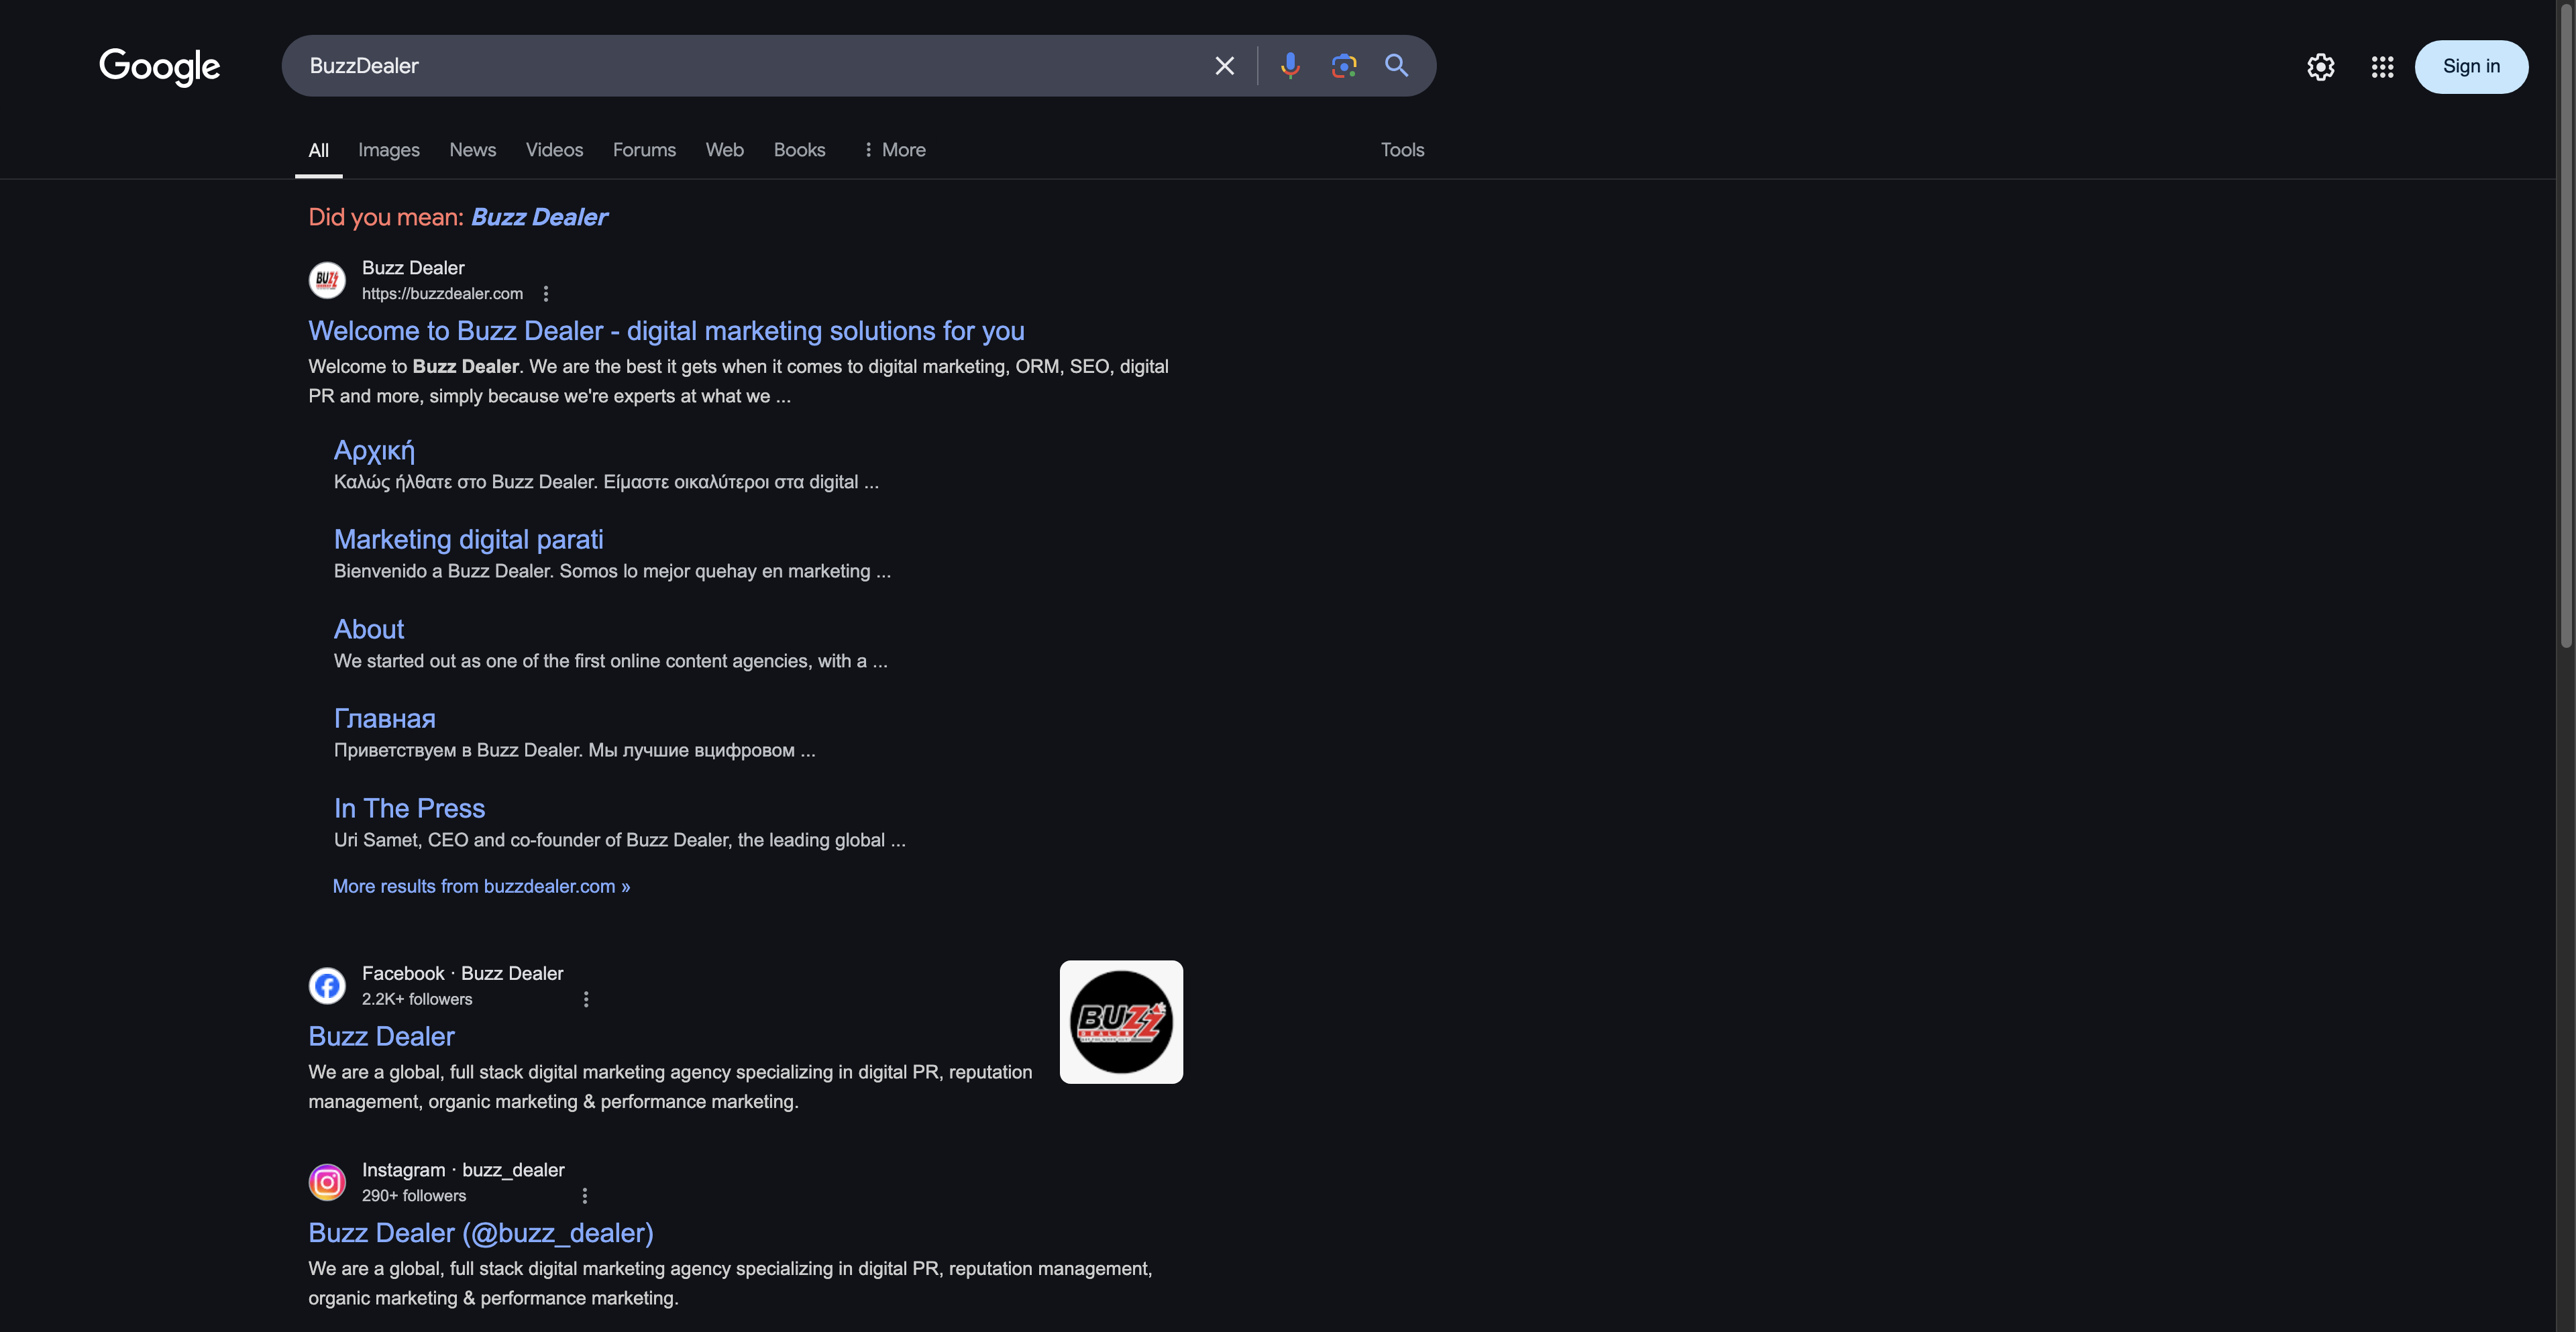 Google
BuzzDealer
Sign in
All
Images
News
Videos
Forums
Web
Books
More
Tools
Did you mean: Buzz Dealer
BUZZ
Buzz Dealer
https://buzzdealer.com
Welcome to Buzz Dealer - digital marketing solutions for you
Welcome to Buzz Dealer. We are the best it gets when it comes to digital marketing, ORM, SEO, digital
PR and more, simply because we're experts at what we ...
Αρχική
Καλώς ήλθατε στο Buzz Dealer. Είμαστε οικαλύτεροι στα digital ...
Marketing digital parati
Bienvenido a Buzz Dealer. Somos lo mejor quehay en marketing ...
About
We started out as one of the first online content agencies, with a ...
Главная
Приветствуем в Buzz Dealer. Мы лучшие вцифровом ...
In The Press
Uri Samet, CEO and co-founder of Buzz Dealer, the leading global ...
More results from buzzdealer.com »
Facebook · Buzz Dealer
2.2K+ followers
Buzz Dealer
We are a global, full stack digital marketing agency specializing in digital PR, reputation
management, organic marketing & performance marketing.
BUZZ
DEALER
Instagram · buzz_dealer
290+ followers
Buzz Dealer (@buzz_dealer)
We are a global, full stack digital marketing agency specializing in digital PR, reputation management,
organic marketing & performance marketing.